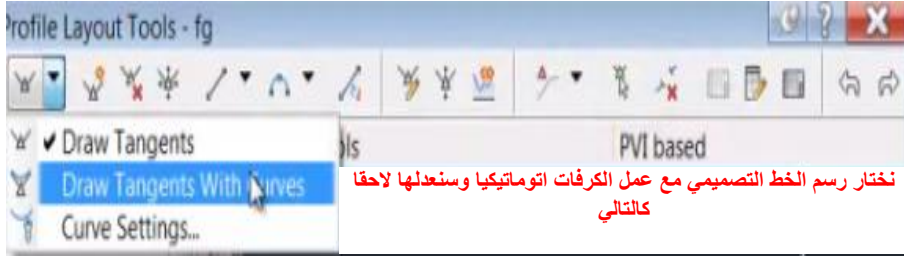 Profile Layout Tools - fg
Draw Tangents
ols
PVI based
Draw Tangents With Curves
نختار رسم الخط التصميمي مع عمل الكرفات اتوماتيكيا وسنعدلها لاحقا
كالتالي
Curve Settings...